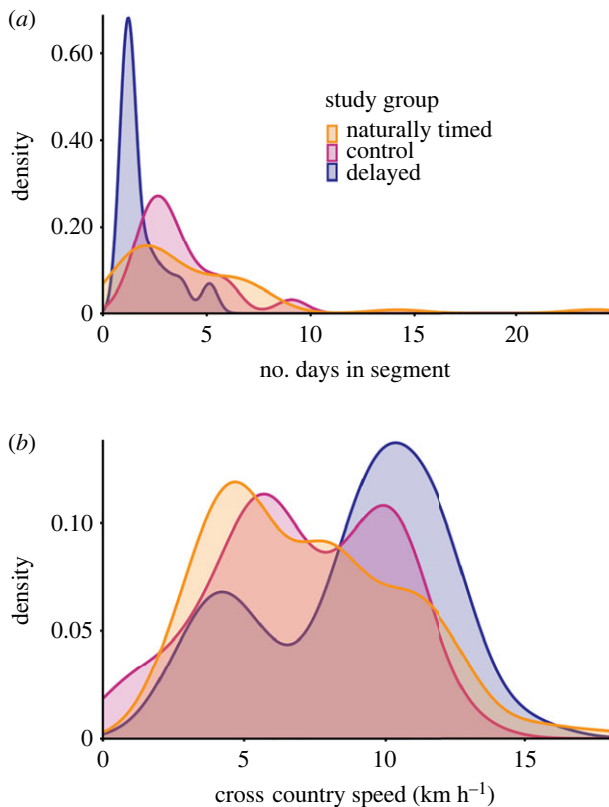 (a)
0.60
0.40
0.20
0
density
study group
naturally timed
control
delayed
0 5 10 15 20
no. days in segment
(b)
0.10
0.05
0
density
0 5 10 15
cross country speed (km h⁻¹)